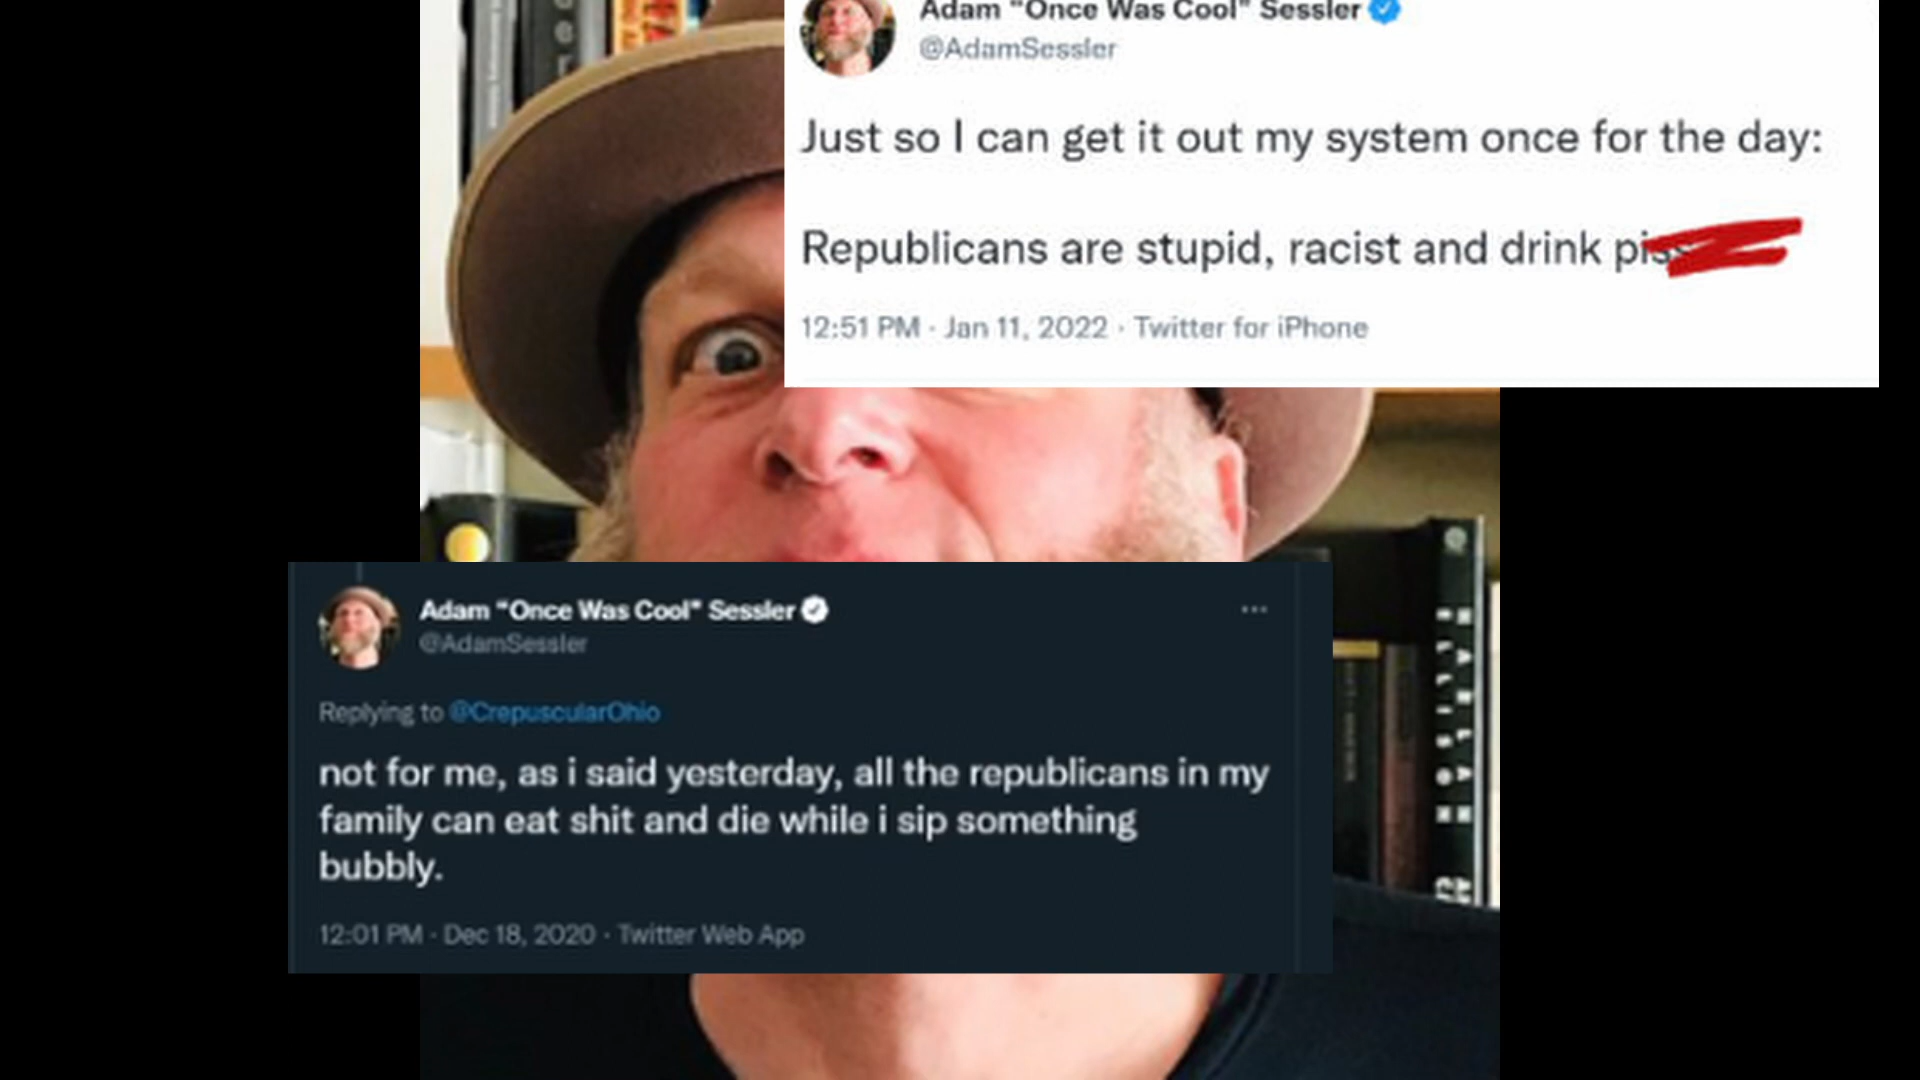 Adam "Once Was Cool" Sessler
@AdamSessler
Just so I can get it out my system once for the day:
Republicans are stupid, racist and drink piss
12:51 PM · Jan 11, 2022 · Twitter for iPhone
Adam "Once Was Cool" Sessler
@AdamSessler
Replying to @CrepuscularOhio
not for me, as i said yesterday, all the republicans in my
family can eat shit and die while i sip something
bubbly.
12:01 PM · Dec 18, 2020 · Twitter Web App